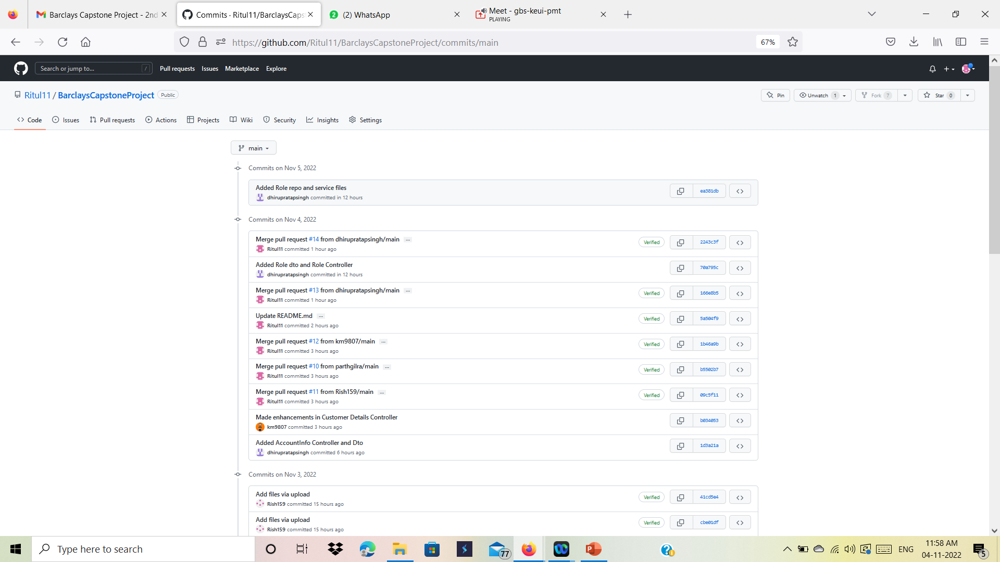 Barclays Capstone Project - 2nd
Commits · Ritul11/BarclaysCaps
(2) WhatsApp
Meet - gbs-keui-pmt
PLAYING
https://github.com/Ritul11/BarclaysCapstoneProject/commits/main
67%
Search or jump to... /
Pull requests Issues Marketplace Explore
Ritul11 / BarclaysCapstoneProject Public
Pin Unwatch 1 Fork 7 Star 0
Code Issues Pull requests Actions Projects Wiki Security Insights Settings
main
Commits on Nov 5, 2022
Added Role repo and service files
dhirupratapsingh committed in 12 hours
ea381db
Commits on Nov 4, 2022
Merge pull request #14 from dhirupratapsingh/main ...
Ritul11 committed 1 hour ago
Verified 2243c3f
Added Role dto and Role Controller
dhirupratapsingh committed in 12 hours
70a795c
Merge pull request #13 from dhirupratapsingh/main ...
Ritul11 committed 1 hour ago
Verified 166e8b5
Update README.md ...
Ritul11 committed 2 hours ago
Verified 5a504f9
Merge pull request #12 from km9807/main ...
Ritul11 committed 3 hours ago
Verified 1b46a9b
Merge pull request #10 from parthgilra/main ...
Ritul11 committed 3 hours ago
Verified b5502b7
Merge pull request #11 from Rish159/main ...
Ritul11 committed 3 hours ago
Verified 09c5f11
Made enhancements in Customer Details Controller
km9807 committed 3 hours ago
b034053
Added AccountInfo Controller and Dto
dhirupratapsingh committed 6 hours ago
1d3a21a
Commits on Nov 3, 2022
Add files via upload
Rish159 committed 15 hours ago
Verified 41cd5e4
Add files via upload
Rish159 committed 15 hours ago
Verified cbe01df
Type here to search
77
ENG
11:58 AM
04-11-2022
5